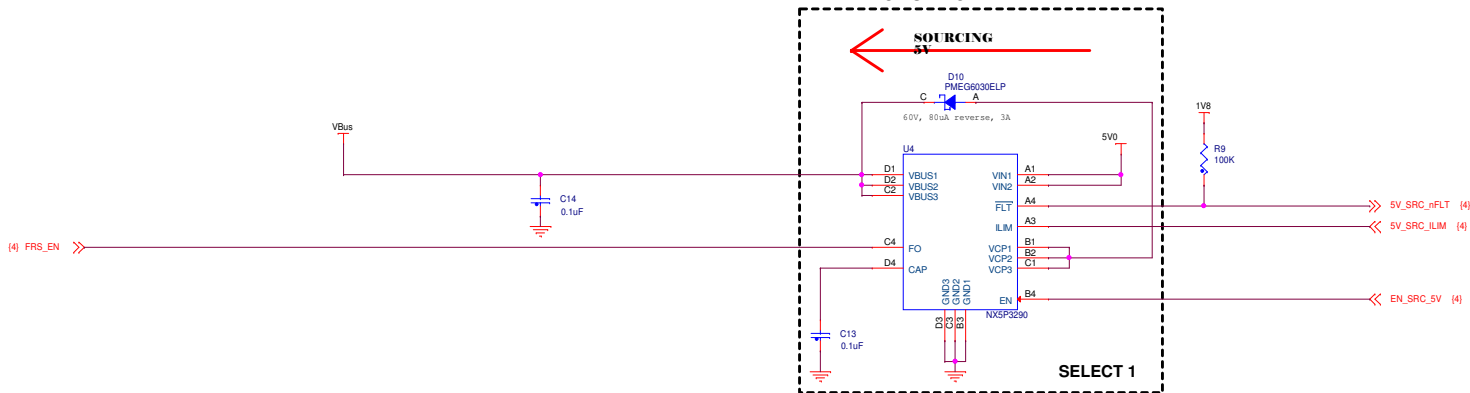 SOURCING
5V
D10
PMEG6030ELP
C
A
60V, 80uA reverse, 3A
1V8
VBus
5V0
R9
100K
U4
D1
VBUS1
VIN1
A1
D2
VBUS2
VIN2
A2
C2
VBUS3
C14
0.1uF
FLT
A4
5V_SRC_nFLT {4}
ILIM
A3
5V_SRC_ILIM {4}
{4} FRS_EN
C4
FO
VCP1
B1
VCP2
B2
D4
CAP
VCP3
C1
GND3
GND2
GND1
EN
B4
EN_SRC_5V {4}
NX5P3290
D3
C3
B3
C13
0.1uF
SELECT 1